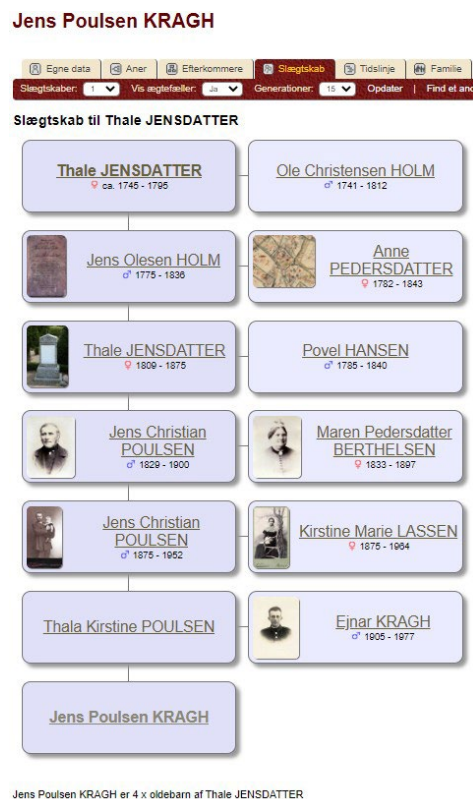 Jens Poulsen KRAGH
Egne data Aner Efterkommere Slægtskab Tidslinje Familie
Slægtskaber: 1 Vis ægtefæller: Ja Generationer: 15 Opdater | Find et and
Slægtskab til Thale JENSDATTER
Thale JENSDATTER
♀ ca. 1745 - 1795
Ole Christensen HOLM
♂ 1741 - 1812
Jens Olesen HOLM
♂ 1775 - 1836
Anne
PEDERSDATTER
♀ 1782 - 1843
Thale JENSDATTER
♀ 1809 - 1875
Povel HANSEN
♂ 1785 - 1840
Jens Christian
POULSEN
♂ 1829 - 1900
Maren Pedersdatter
BERTHELSEN
♀ 1833 - 1897
Jens Christian
POULSEN
♂ 1875 - 1952
Kirstine Marie LASSEN
♀ 1875 - 1964
Thala Kirstine POULSEN
Ejnar KRAGH
♂ 1905 - 1977
Jens Poulsen KRAGH
Jens Poulsen KRAGH er 4 x oldebarn af Thale JENSDATTER